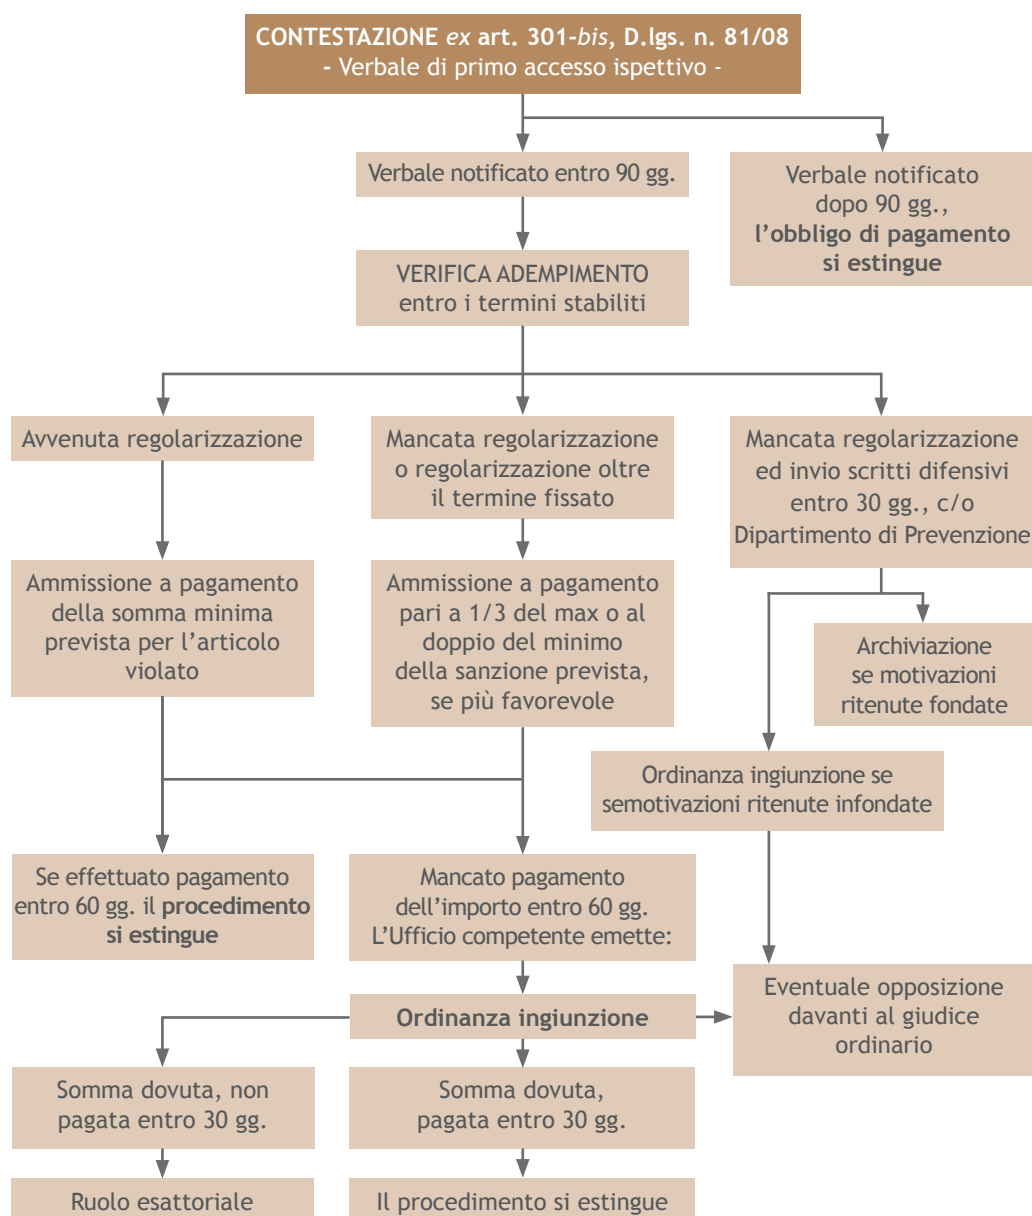 CONTESTAZIONE ex art. 301-bis, D.lgs. n. 81/08
- Verbale di primo accesso ispettivo -
Verbale notificato entro 90 gg.
Verbale notificato
dopo 90 gg.,
l’obbligo di pagamento
si estingue
VERIFICA ADEMPIMENTO
entro i termini stabiliti
Avvenuta regolarizzazione
Mancata regolarizzazione
o regolarizzazione oltre
il termine fissato
Mancata regolarizzazione
ed invio scritti difensivi
entro 30 gg., c/o
Dipartimento di Prevenzione
Ammissione a pagamento
della somma minima
prevista per l’articolo
violato
Ammissione a pagamento
pari a 1/3 del max o al
doppio del minimo
della sanzione prevista,
se più favorevole
Archiviazione
se motivazioni
ritenute fondate
Ordinanza ingiunzione se
semotivazioni ritenute infondate
Se effettuato pagamento
entro 60 gg. il procedimento
si estingue
Mancato pagamento
dell’importo entro 60 gg.
L’Ufficio competente emette:
Ordinanza ingiunzione
Eventuale opposizione
davanti al giudice
ordinario
Somma dovuta, non
pagata entro 30 gg.
Somma dovuta,
pagata entro 30 gg.
Ruolo esattoriale
Il procedimento si estingue